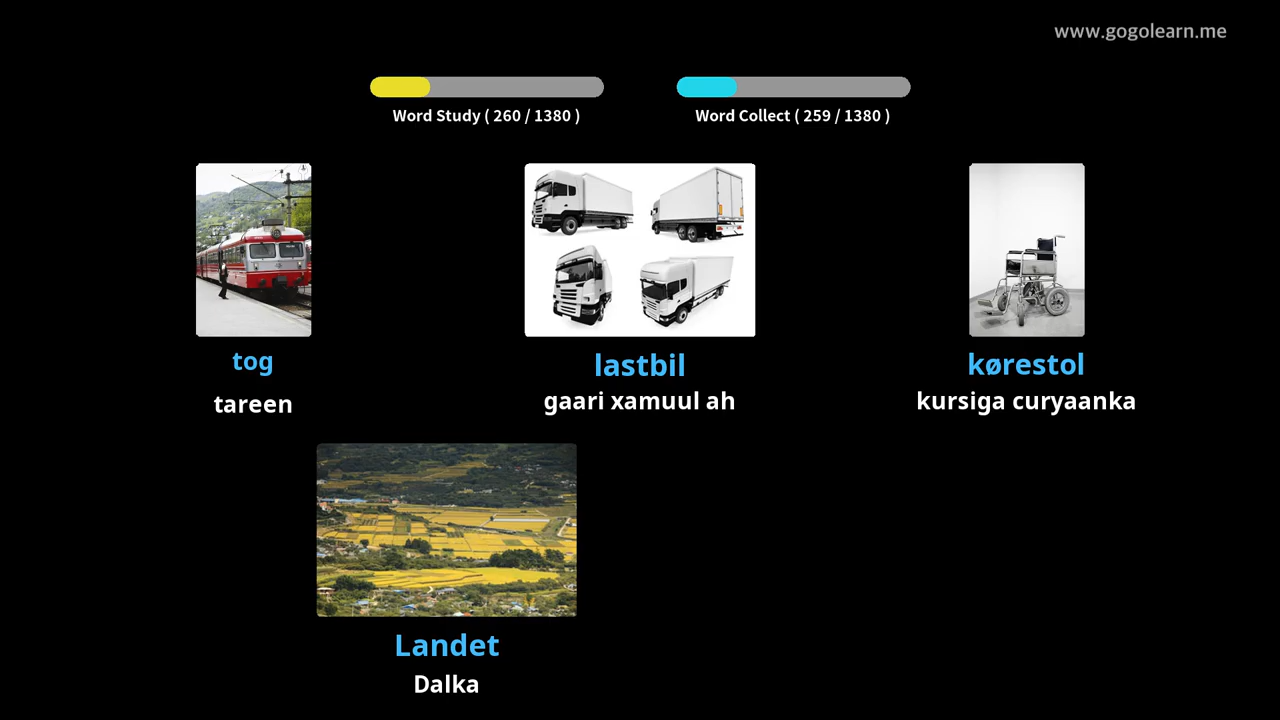 www.gogolearn.me
Word Study ( 260 / 1380 )
Word Collect ( 259 / 1380 )
tog
tareen
lastbil
gaari xamuul ah
kørestol
kursiga curyaanka
Landet
Dalka